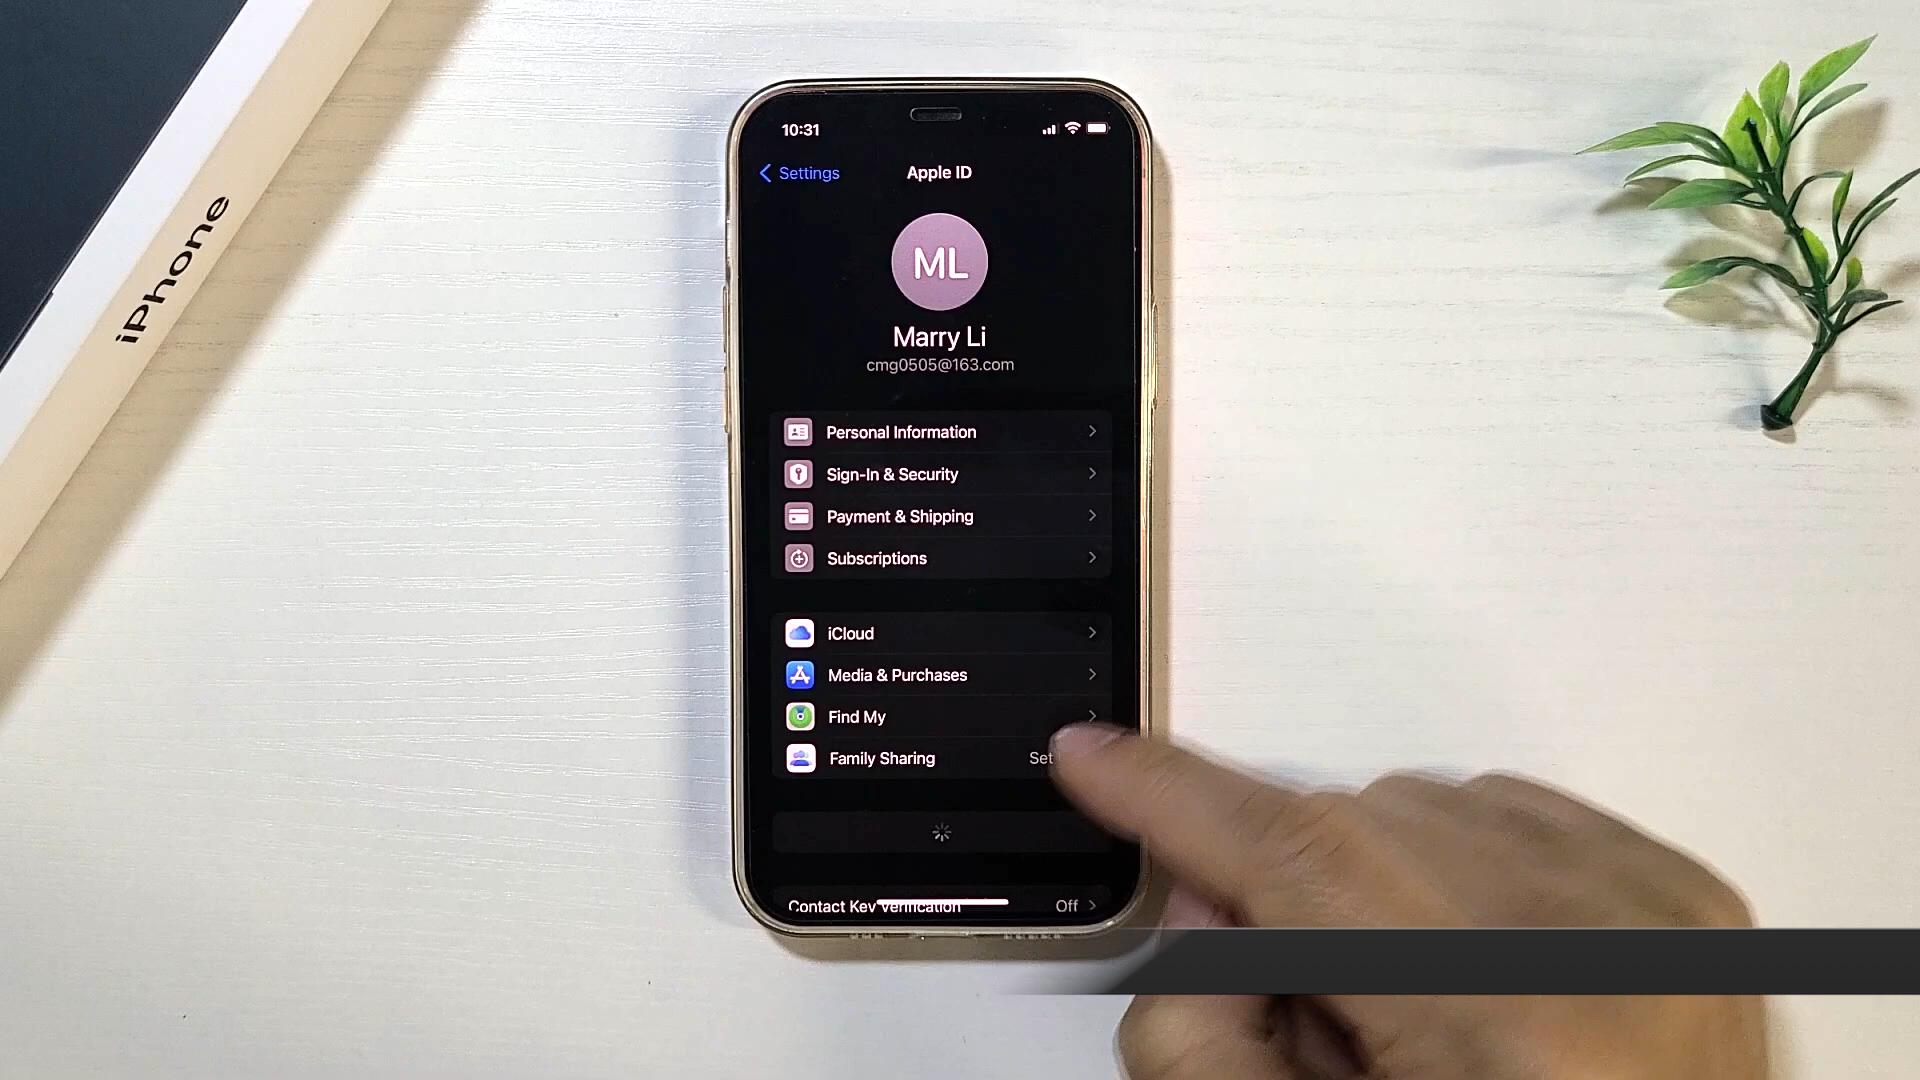 iPhone
10:31
Settings
Apple ID
ML
Marry Li
cmg0505@163.com
Personal Information
Sign-In & Security
Payment & Shipping
Subscriptions
iCloud
Media & Purchases
Find My
Family Sharing
Set
Contact Key Verification
Off